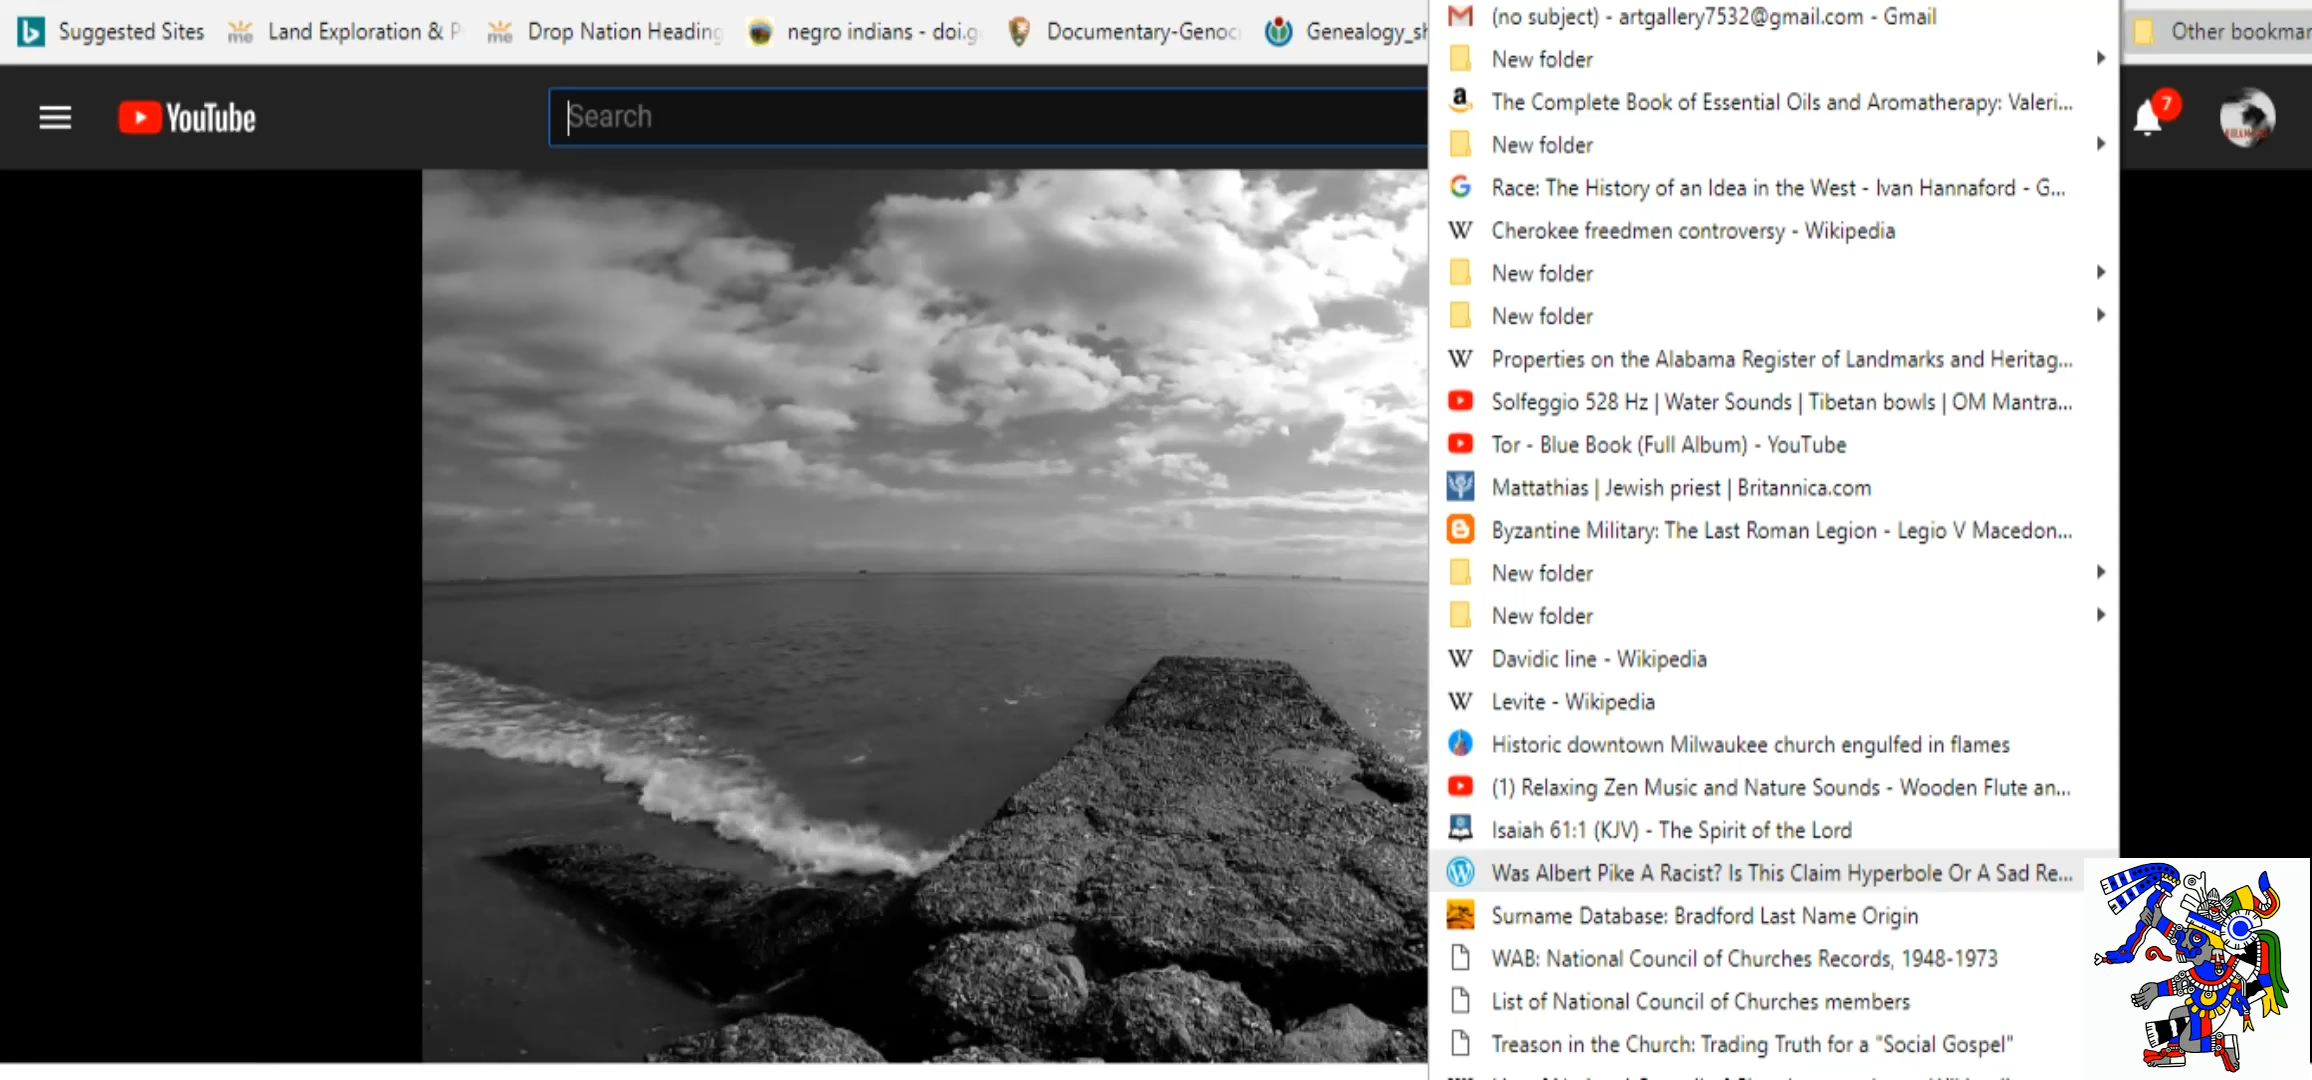 Suggested Sites
Land Exploration & P
Drop Nation Heading
negro indians - doi.g
Documentary-Genoc
Genealogy_sh
Other bookmar
YouTube
Search
7
(no subject) - artgallery7532@gmail.com - Gmail
New folder
The Complete Book of Essential Oils and Aromatherapy: Valeri...
New folder
Race: The History of an Idea in the West - Ivan Hannaford - G...
Cherokee freedmen controversy - Wikipedia
New folder
New folder
Properties on the Alabama Register of Landmarks and Heritag...
Solfeggio 528 Hz | Water Sounds | Tibetan bowls | OM Mantra...
Tor - Blue Book (Full Album) - YouTube
Mattathias | Jewish priest | Britannica.com
Byzantine Military: The Last Roman Legion - Legio V Macedon...
New folder
New folder
Davidic line - Wikipedia
Levite - Wikipedia
Historic downtown Milwaukee church engulfed in flames
(1) Relaxing Zen Music and Nature Sounds - Wooden Flute an...
Isaiah 61:1 (KJV) - The Spirit of the Lord
Was Albert Pike A Racist? Is This Claim Hyperbole Or A Sad Re...
Surname Database: Bradford Last Name Origin
WAB: National Council of Churches Records, 1948-1973
List of National Council of Churches members
Treason in the Church: Trading Truth for a "Social Gospel"